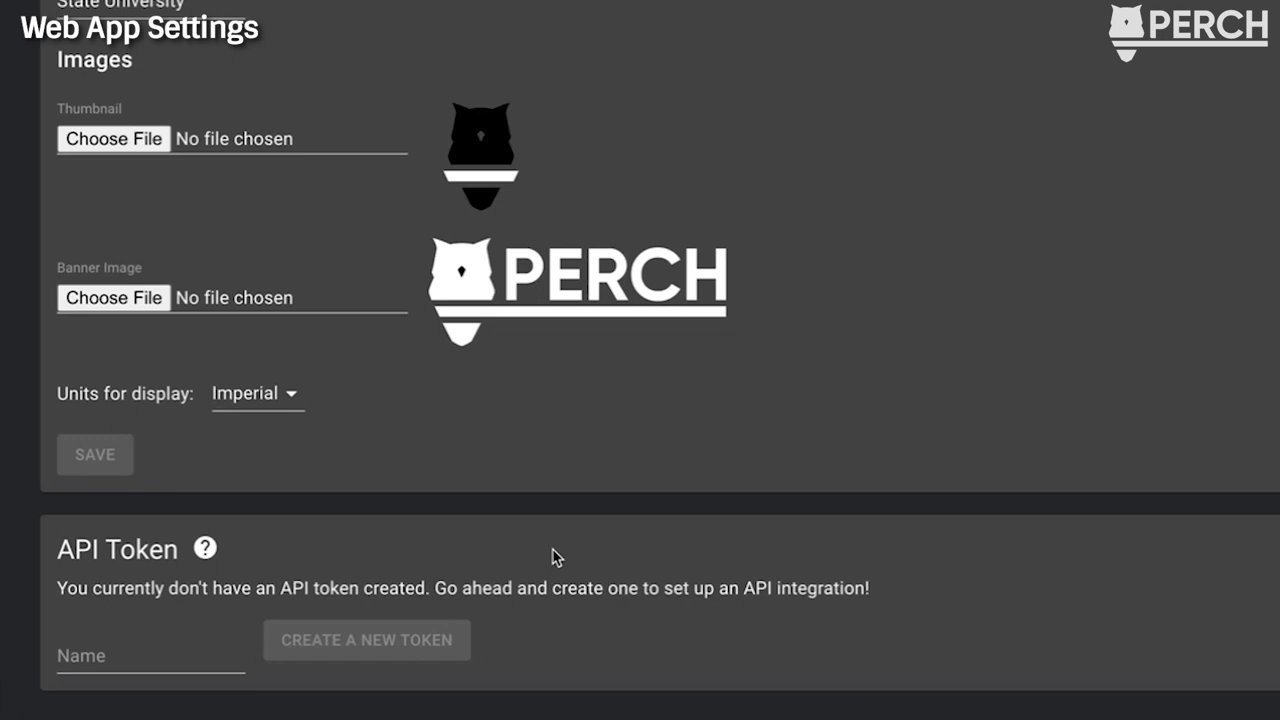 State University
Web App Settings
PERCH
Images
Thumbnail
Choose File No file chosen
PERCH
Banner Image
Choose File No file chosen
Units for display: Imperial
SAVE
API Token ?
You currently don't have an API token created. Go ahead and create one to set up an API integration!
CREATE A NEW TOKEN
Name